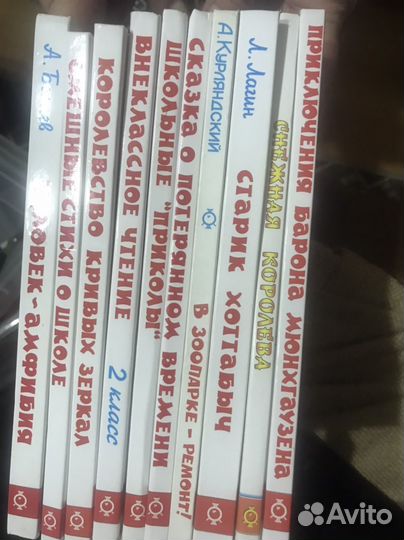 А. Беляев
ЧЕЛОВЕК-АМФИБИЯ
СМЕШНЫЕ СТИХИ О ШКОЛЕ
КОРОЛЕВСТВО КРИВЫХ ЗЕРКАЛ
ВНЕКЛАССНОЕ ЧТЕНИЕ 2 класс
ШКОЛЬНЫЕ "ПРИКОЛЫ"
СКАЗКА О ПОТЕРЯННОМ ВРЕМЕНИ
А. КУРЛЯНДСКИЙ В ЗООПАРКЕ - РЕМОНТ!
Л. Лагин СТАРИК ХОТТАБЫЧ
СНЕЖНАЯ КОРОЛЕВА
ПРИКЛЮЧЕНИЯ БАРОНА МЮНХГАУЗЕНА
Avito